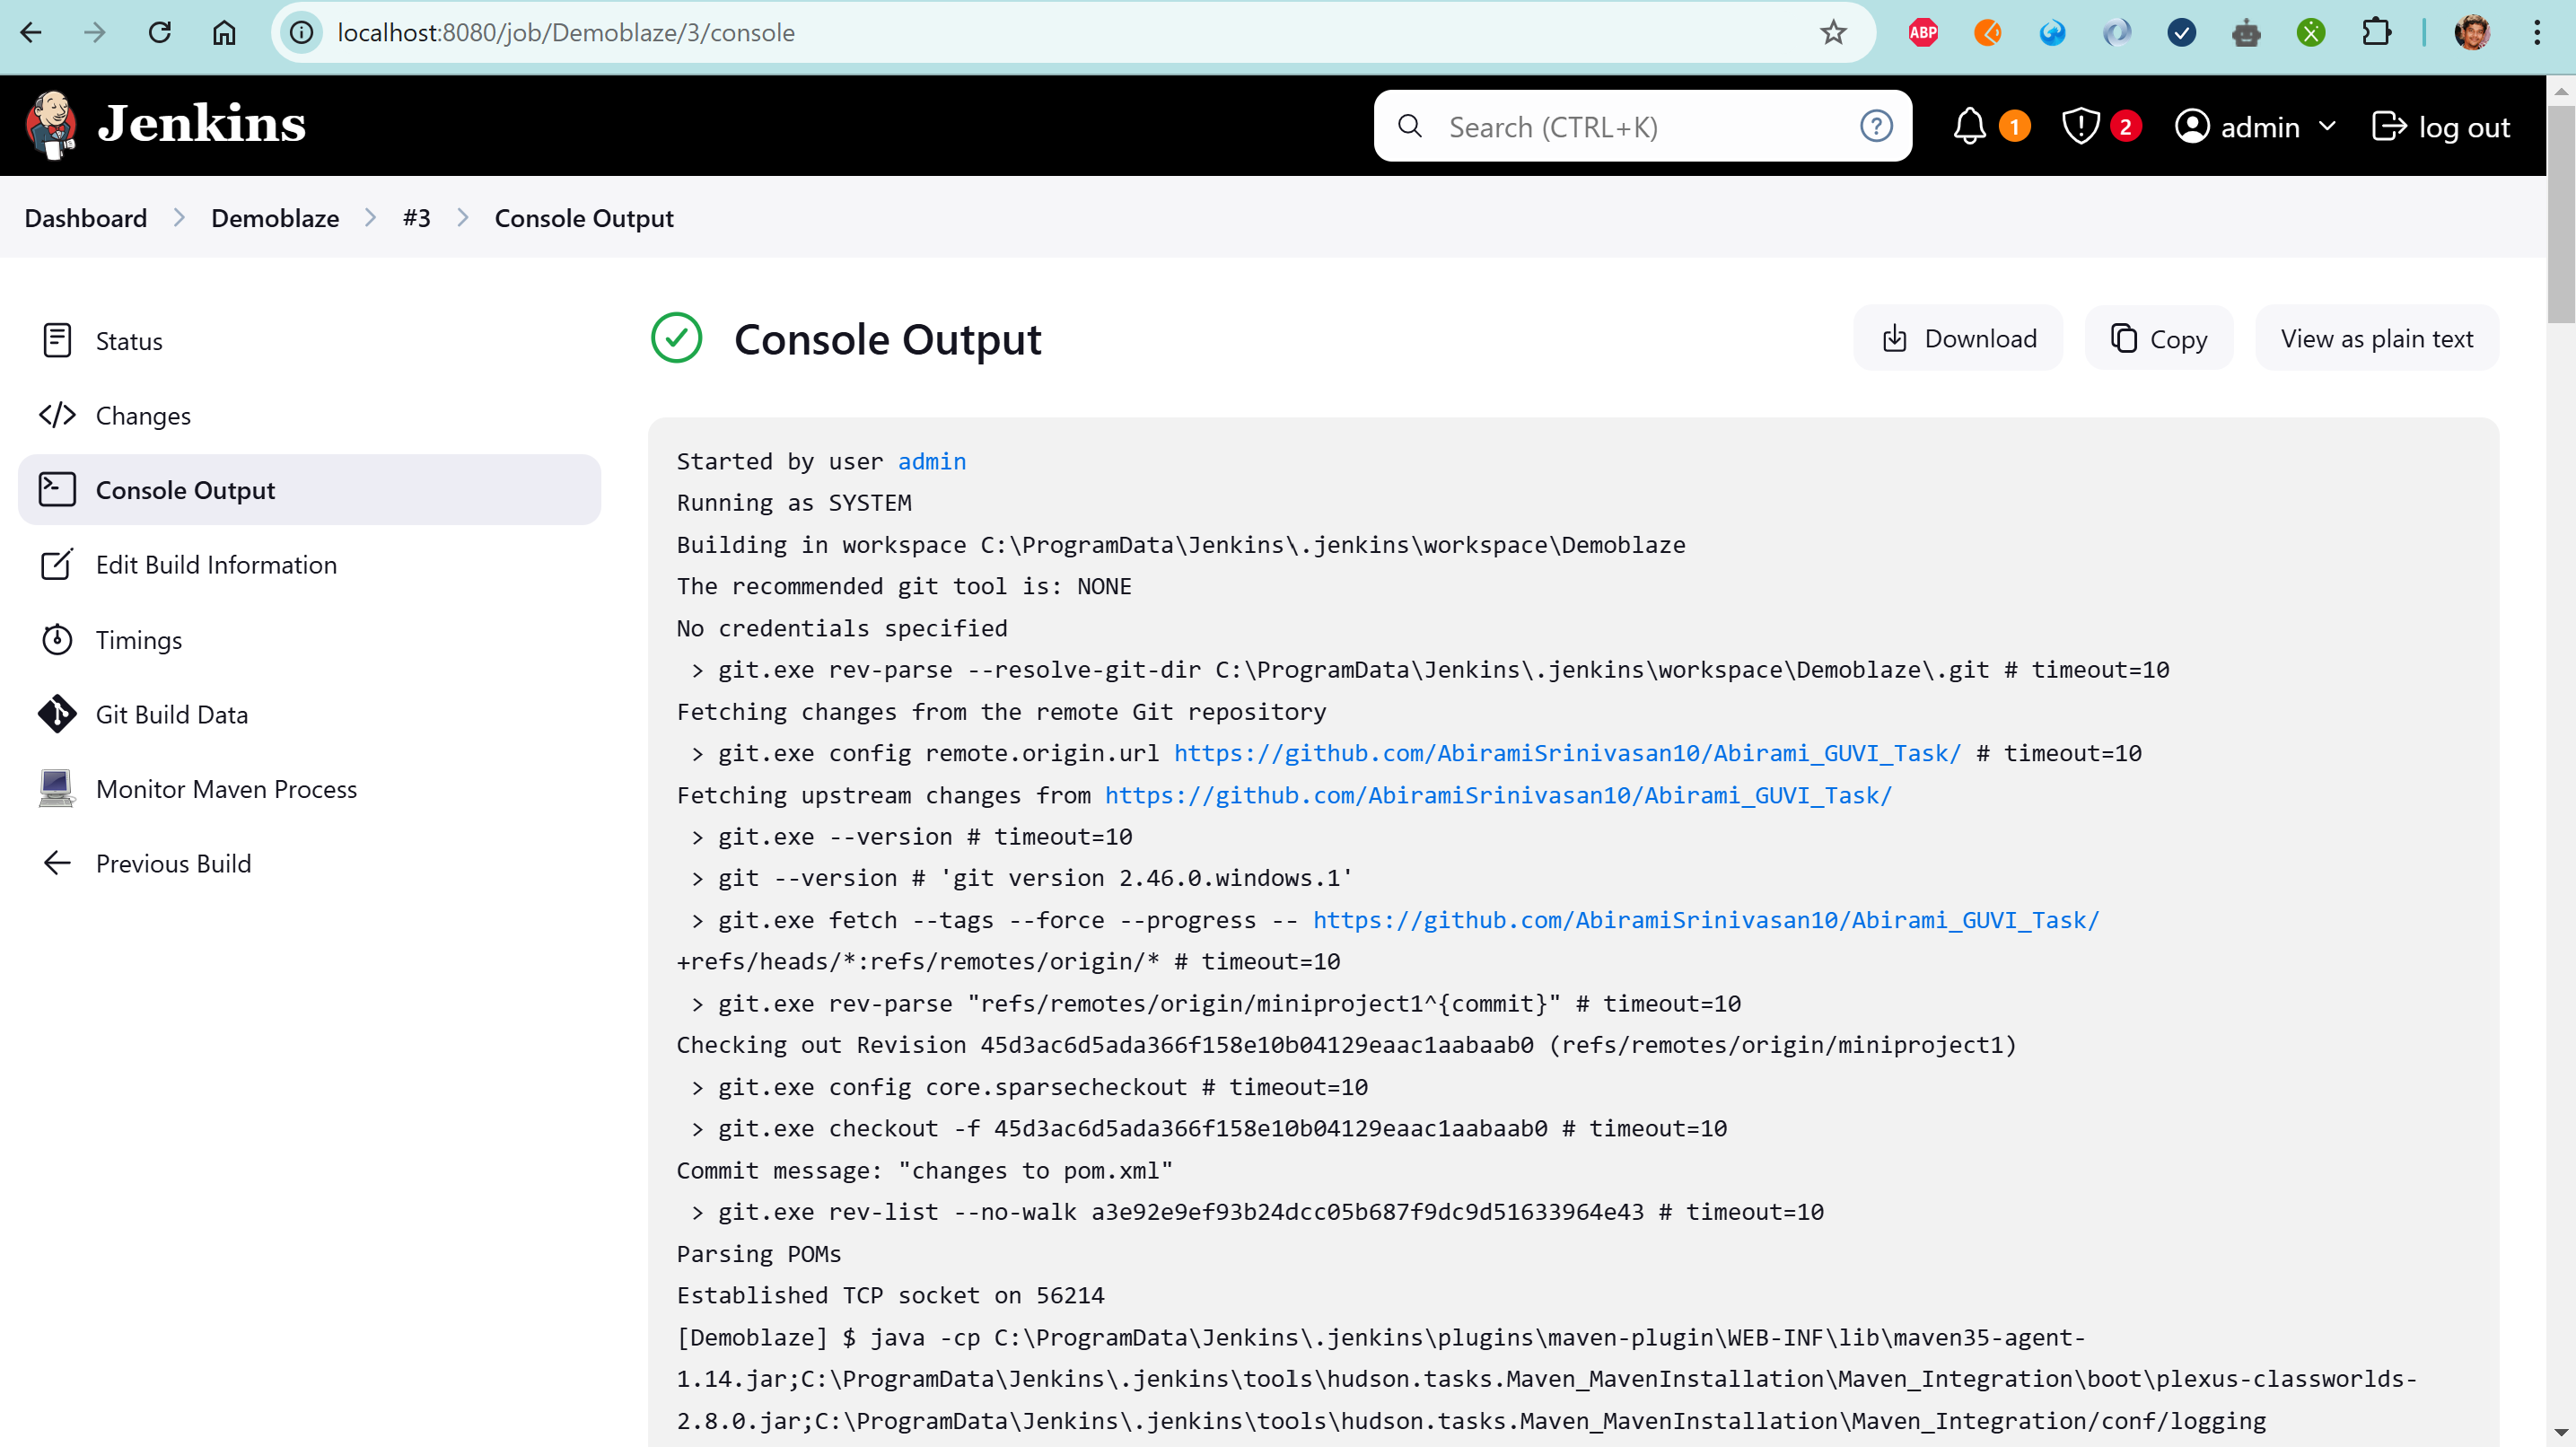 localhost:8080/job/Demoblaze/3/console
ABP
Jenkins
Search (CTRL+K)
?
1
2
admin
log out
Dashboard
Demoblaze
#3
Console Output
Status
Changes
Console Output
Edit Build Information
Timings
Git Build Data
Monitor Maven Process
Previous Build
Console Output
Download
Copy
View as plain text
Started by user admin
Running as SYSTEM
Building in workspace C:\ProgramData\Jenkins\.jenkins\workspace\Demoblaze
The recommended git tool is: NONE
No credentials specified
> git.exe rev-parse --resolve-git-dir C:\ProgramData\Jenkins\.jenkins\workspace\Demoblaze\.git # timeout=10
Fetching changes from the remote Git repository
> git.exe config remote.origin.url https://github.com/AbiramiSrinivasan10/Abirami_GUVI_Task/ # timeout=10
Fetching upstream changes from https://github.com/AbiramiSrinivasan10/Abirami_GUVI_Task/
> git.exe --version # timeout=10
> git --version # 'git version 2.46.0.windows.1'
> git.exe fetch --tags --force --progress -- https://github.com/AbiramiSrinivasan10/Abirami_GUVI_Task/
+refs/heads/*:refs/remotes/origin/* # timeout=10
> git.exe rev-parse "refs/remotes/origin/miniproject1^{commit}" # timeout=10
Checking out Revision 45d3ac6d5ada366f158e10b04129eaac1aabaab0 (refs/remotes/origin/miniproject1)
> git.exe config core.sparsecheckout # timeout=10
> git.exe checkout -f 45d3ac6d5ada366f158e10b04129eaac1aabaab0 # timeout=10
Commit message: "changes to pom.xml"
> git.exe rev-list --no-walk a3e92e9ef93b24dcc05b687f9dc9d51633964e43 # timeout=10
Parsing POMs
Established TCP socket on 56214
[Demoblaze] $ java -cp C:\ProgramData\Jenkins\.jenkins\plugins\maven-plugin\WEB-INF\lib\maven35-agent-
1.14.jar;C:\ProgramData\Jenkins\.jenkins\tools\hudson.tasks.Maven_MavenInstallation\Maven_Integration\boot\plexus-classworlds-
2.8.0.jar;C:\ProgramData\Jenkins\.jenkins\tools\hudson.tasks.Maven_MavenInstallation\Maven_Integration/conf/logging